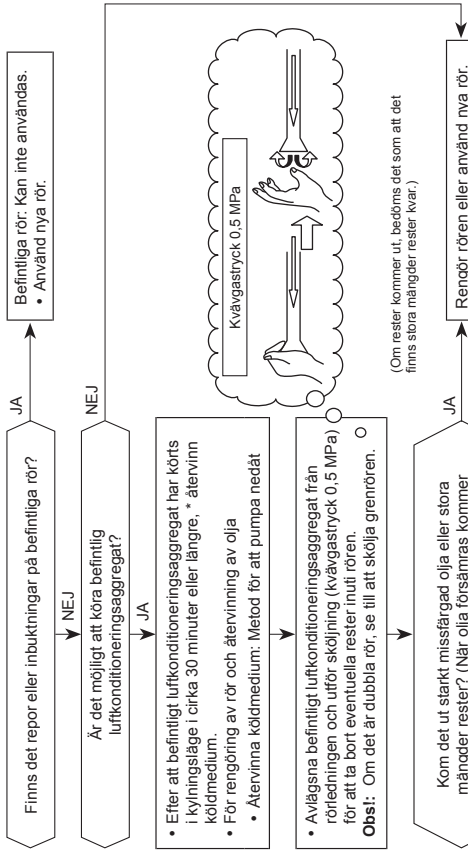 Finns det repor eller inbuktningar på befintliga rör?
JA
Befintliga rör: Kan inte användas.
• Använd nya rör.
NEJ
Är det möjligt att köra befintlig
luftkonditioneringsaggregat?
NEJ
JA
• Efter att befintligt luftkonditioneringsaggregat har körts
i kylningsläge i cirka 30 minuter eller längre, * återvinn
köldmedium.
• För rengöring av rör och återvinning av olja
• Återvinna köldmedium: Metod för att pumpa nedåt
• Avlägsna befintligt luftkonditioneringsaggregat från
rörledningen och utför sköljning (kvävgastryck 0,5 MPa)
för att ta bort eventuella rester inuti rören.
Obs!: Om det är dubbla rör, se till att skölja grenrören.
Kvävgastryck 0,5 MPa
(Om rester kommer ut, bedöms det som att det
finns stora mängder rester kvar.)
Kom det ut starkt missfärgad olja eller stora
mängder rester? (När olja försämras kommer
JA
Rengör rören eller använd nya rör.